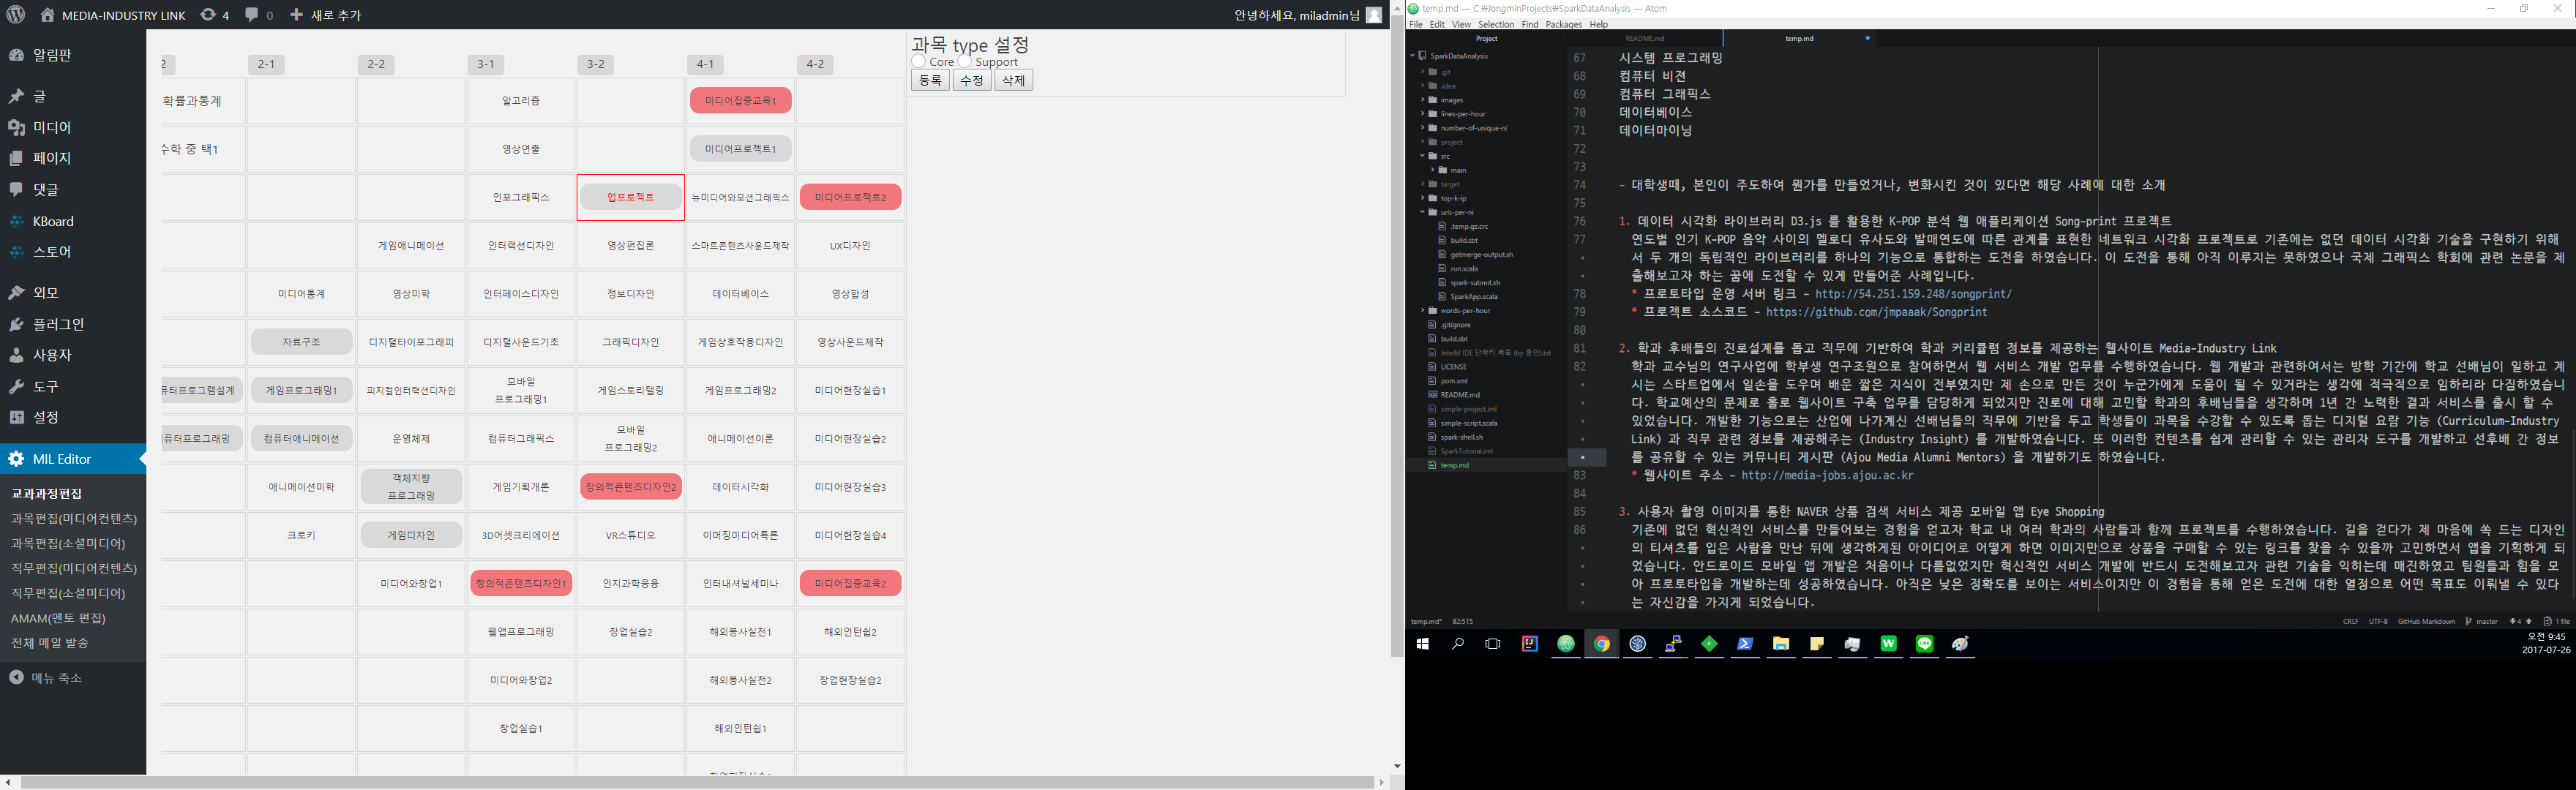 MEDIA-INDUSTRY LINK 4 0 새로 추가
안녕하세요, miladmin님
알림판
글
미디어
페이지
댓글
KBoard
스토어
외모
플러그인
사용자
도구
설정
MIL Editor
교과과정편집
과목편집(미디어컨텐츠)
과목편집(소셜미디어)
직무편집(미디어컨텐츠)
직무편집(소셜미디어)
AMAM(멘토 편집)
전체 메일 발송
메뉴 축소
2 2-1 2-2 3-1 3-2 4-1 4-2
확률과통계 알고리즘 미디어집중교육1
수학 중 택1 영상연출 미디어프로젝트1
인포그래픽스 앱프로젝트 뉴미디어와모션그래픽스 미디어프로젝트2
게임애니메이션 인터랙션디자인 영상편집론 스마트콘텐츠사운드제작 UX디자인
미디어통계 영상미학 인터페이스디자인 정보디자인 데이터베이스 영상합성
자료구조 디지털타이포그래피 디지털사운드기초 그래픽디자인 게임상호작용디자인 영상사운드제작
퓨터프로그램설계 게임프로그래밍1 피지컬인터랙션디자인 모바일 게임스토리텔링 게임프로그래밍2 미디어현장실습1
프로그래밍1
컴퓨터프로그래밍 컴퓨터애니메이션 운영체제 컴퓨터그래픽스 모바일 애니메이션이론 미디어현장실습2
프로그래밍2
애니메이션미학 객체지향 게임기획개론 창의적콘텐츠디자인2 데이터시각화 미디어현장실습3
프로그래밍
크로키 게임디자인 3D어셋크리에이션 VR스튜디오 이머징미디어특론 미디어현장실습4
미디어와창업1 창의적콘텐츠디자인1 인지과학응용 인터내셔널세미나 미디어집중교육2
웹앱프로그래밍 창업실습2 해외봉사실천1 해외인턴쉽2
미디어와창업2 해외봉사실천2 창업현장실습2
창업실습1 해외인턴쉽1
과목 type 설정
Core Support
등록 수정 삭제
temp.md — C:₩JongminProjects₩SparkDataAnalysis — Atom
File Edit View Selection Find Packages Help
Project
README.md
temp.md
SparkDataAnalysis
.git
.idea
images
lines-per-hour
number-of-unique-ni
project
src
main
target
top-k-ip
urls-per-ni
.temp.gz.crc
build.sbt
getmerge-output.sh
run.scala
spark-submit.sh
SparkApp.scala
words-per-hour
.gitignore
build.sbt
IntelliJ IDE 단축키 목록 (by 종민).txt
LICENSE
pom.xml
README.md
simple-project.iml
simple-script.scala
spark-shell.sh
SparkTutorial.iml
temp.md
67 시스템 프로그래밍
68 컴퓨터 비젼
69 컴퓨터 그래픽스
70 데이터베이스
71 데이터마이닝
72
73
74 - 대학생때, 본인이 주도하여 뭔가를 만들었거나, 변화시킨 것이 있다면 해당 사례에 대한 소개
75
76 1. 데이터 시각화 라이브러리 D3.js 를 활용한 K-POP 분석 웹 애플리케이션 Song-print 프로젝트
77 연도별 인기 K-POP 음악 사이의 멜로디 유사도와 발매연도에 따른 관계를 표현한 네트워크 시각화 프로젝트로 기존에는 없던 데이터 시각화 기술을 구현하기 위해
서 두 개의 독립적인 라이브러리를 하나의 기능으로 통합하는 도전을 하였습니다. 이 도전을 통해 아직 이루지는 못하였으나 국제 그래픽스 학회에 관련 논문을 제
출해보고자 하는 꿈에 도전할 수 있게 만들어준 사례입니다.
78 * 프로토타입 운영 서버 링크 - http://54.251.159.248/songprint/
79 * 프로젝트 소스코드 - https://github.com/jmpaaak/Songprint
80
81 2. 학과 후배들의 진로설계를 돕고 직무에 기반하여 학과 커리큘럼 정보를 제공하는 웹사이트 Media-Industry Link
82 학과 교수님의 연구사업에 학부생 연구조원으로 참여하면서 웹 서비스 개발 업무를 수행하였습니다. 웹 개발과 관련하여서는 방학 기간에 학교 선배님이 일하고 계
시는 스타트업에서 일손을 도우며 배운 짧은 지식이 전부였지만 제 손으로 만든 것이 누군가에게 도움이 될 수 있거라는 생각에 적극적으로 임하리라 다짐하였습니
다. 학교예산의 문제로 홀로 웹사이트 구축 업무를 담당하게 되었지만 진로에 대해 고민할 학과의 후배님들을 생각하며 1년 간 노력한 결과 서비스를 출시 할 수
있었습니다. 개발한 기능으로는 산업에 나가계신 선배님들의 직무에 기반을 두고 학생들이 과목을 수강할 수 있도록 돕는 디지털 요람 기능 (Curriculum-Industry
Link) 과 직무 관련 정보를 제공해주는 (Industry Insight) 를 개발하였습니다. 또 이러한 컨텐츠를 쉽게 관리할 수 있는 관리자 도구를 개발하고 선후배 간 정보
를 공유할 수 있는 커뮤니티 게시판 (Ajou Media Alumni Mentors) 을 개발하기도 하였습니다.
83 * 웹사이트 주소 - http://media-jobs.ajou.ac.kr
84
85 3. 사용자 촬영 이미지를 통한 NAVER 상품 검색 서비스 제공 모바일 앱 Eye Shopping
86 기존에 없던 혁신적인 서비스를 만들어보는 경험을 얻고자 학교 내 여러 학과의 사람들과 함께 프로젝트를 수행하였습니다. 길을 걷다가 제 마음에 쏙 드는 디자인
의 티셔츠를 입은 사람을 만난 뒤에 생각하게된 아이디어로 어떻게 하면 이미지만으로 상품을 구매할 수 있는 링크를 찾을 수 있을까 고민하면서 앱을 기획하게 되
었습니다. 안드로이드 모바일 앱 개발은 처음이나 다름없었지만 혁신적인 서비스 개발에 반드시 도전해보고자 관련 기술을 익히는데 매진하였고 팀원들과 힘을 모
아 프로토타입을 개발하는데 성공하였습니다. 아직은 낮은 정확도를 보이는 서비스이지만 이 경험을 통해 얻은 도전에 대한 열정으로 어떤 목표도 이뤄낼 수 있다
는 자신감을 가지게 되었습니다.
temp.md* 82:515
CRLF UTF-8 GitHub Markdown master 4 1 file
오전 9:45
2017-07-26